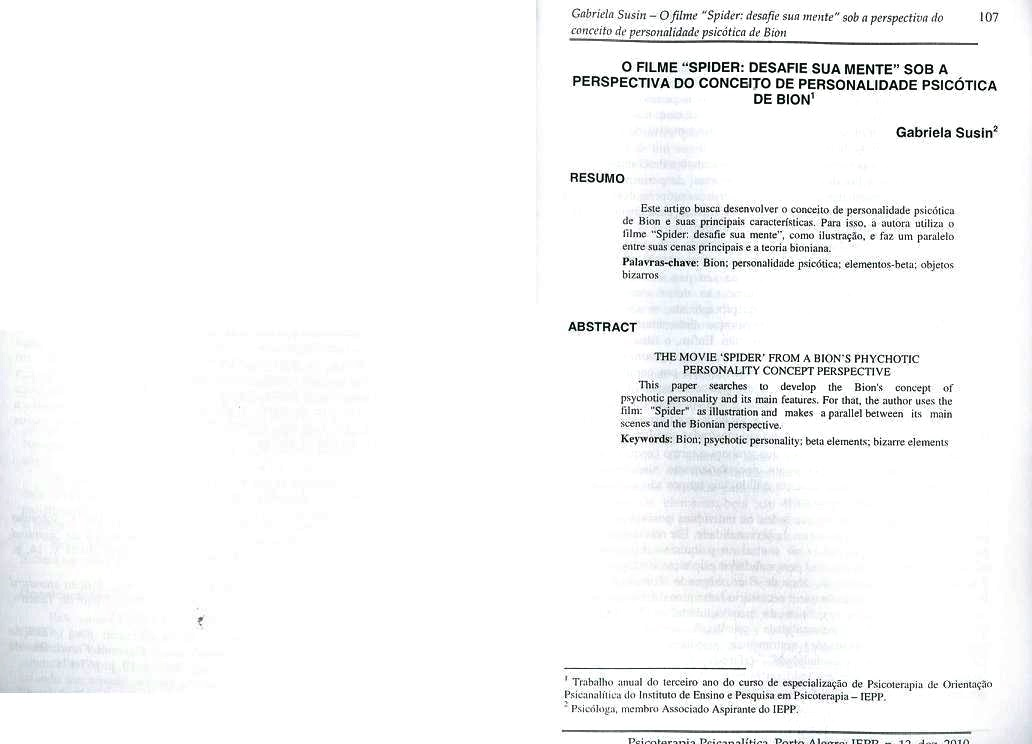 Gabriela Susin – O filme "Spider: desafie sua mente" sob a perspectiva do
conceito de personalidade psicótica de Bion
107
O FILME "SPIDER: DESAFIE SUA MENTE" SOB A
PERSPECTIVA DO CONCEITO DE PERSONALIDADE PSICÓTICA
DE BION¹
Gabriela Susin²
RESUMO
Este artigo busca desenvolver o conceito de personalidade psicótica
de Bion e suas principais características. Para isso, a autora utiliza o
filme "Spider: desafie sua mente", como ilustração, e faz um paralelo
entre suas cenas principais e a teoria bioniana.
Palavras-chave: Bion; personalidade psicótica; elementos-beta; objetos
bizarros
ABSTRACT
THE MOVIE 'SPIDER' FROM A BION'S PHYCHOTIC
PERSONALITY CONCEPT PERSPECTIVE
This paper searches to develop the Bion's concept of
psychotic personality and its main features. For that, the author uses the
film: "Spider" as illustration and makes a parallel between its main
scenes and the Bionian perspective.
Keywords: Bion; psychotic personality; beta elements; bizarre elements
¹ Trabalho anual do terceiro ano do curso de especialização de Psicoterapia de Orientação
Psicanalítica do Instituto de Ensino e Pesquisa em Psicoterapia – IEPP.
² Psicóloga, membro Associado Aspirante do IEPP.
Psicoterapia Psicanalítica, Porto Alegre: IEPP, n. 12, dez. 2010